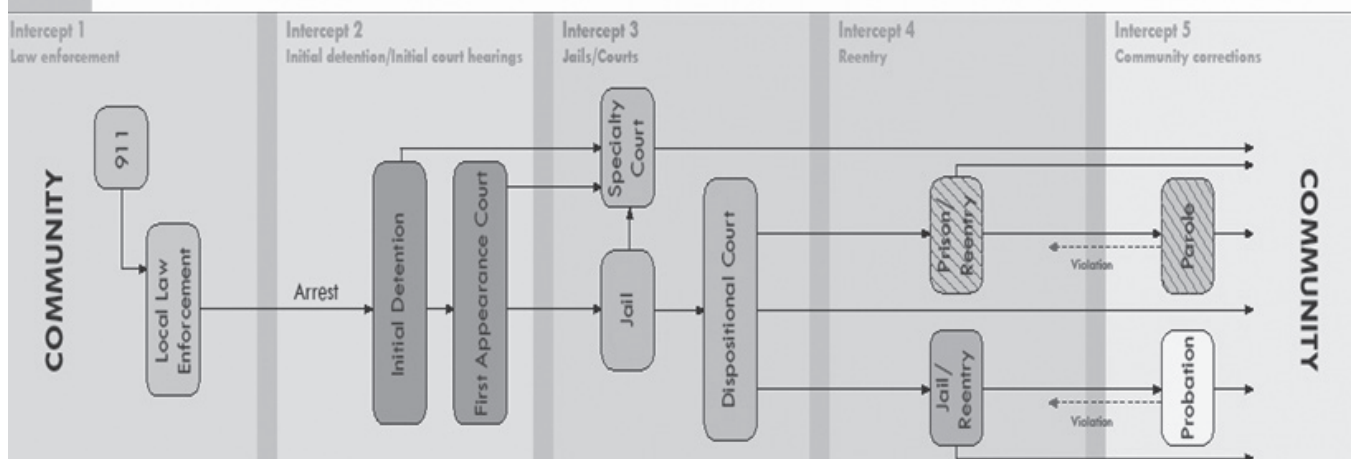 Intercept 1
Law enforcement
Intercept 2
Initial detention/Initial court hearings
Intercept 3
Jails/Courts
Intercept 4
Reentry
Intercept 5
Community corrections
COMMUNITY
911
Local Law
Enforcement
Arrest
Initial Detention
First Appearance Court
Specialty
Court
Jail
Dispositional Court
Prison/
Reentry
Violation
Parole
Jail/
Reentry
Violation
Probation
COMMUNITY